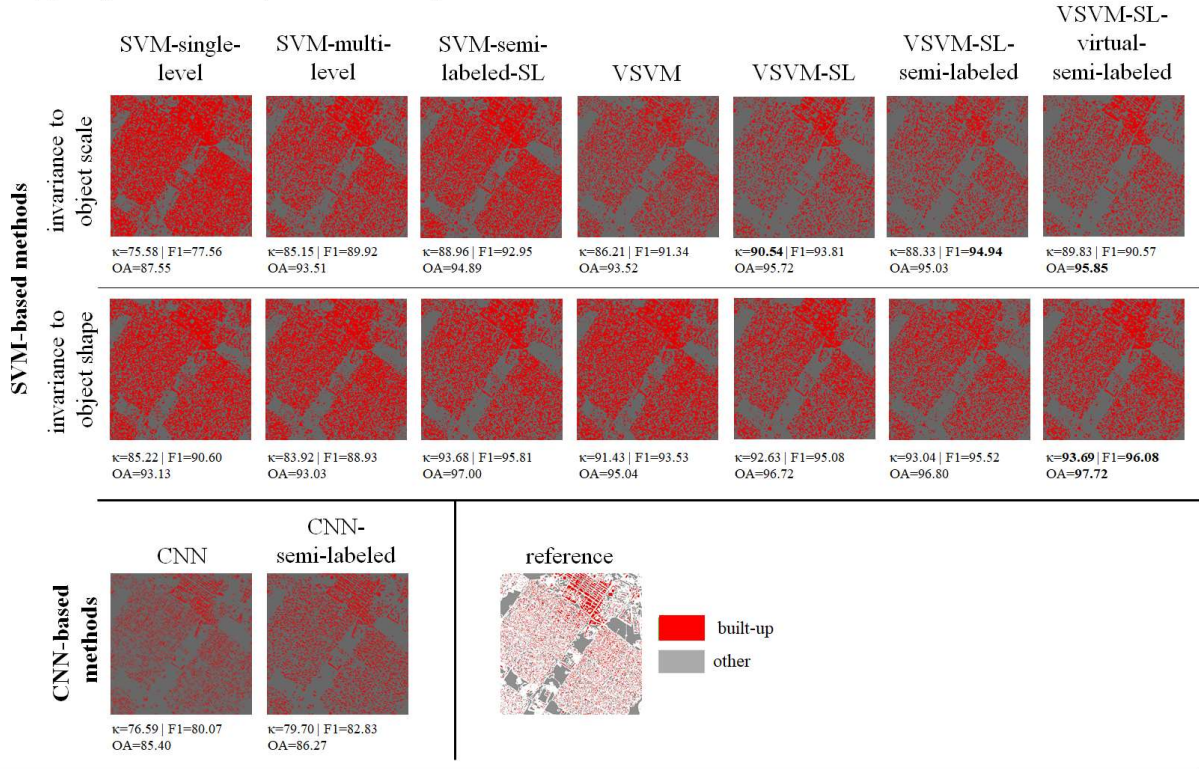 SVM-single-
level
SVM-multi-
level
SVM-semi-
labeled-SL
VSVM
VSVM-SL
VSVM-SL-
semi-labeled
VSVM-SL-
virtual-
semi-labeled
SVM-based methods
invariance to
object scale
κ=75.58 | F1=77.56
OA=87.55
κ=85.15 | F1=89.92
OA=93.51
κ=88.96 | F1=92.95
OA=94.89
κ=86.21 | F1=91.34
OA=93.52
κ=90.54 | F1=93.81
OA=95.72
κ=88.33 | F1=94.94
OA=95.03
κ=89.83 | F1=90.57
OA=95.85
invariance to
object shape
κ=85.22 | F1=90.60
OA=93.13
κ=83.92 | F1=88.93
OA=93.03
κ=93.68 | F1=95.81
OA=97.00
κ=91.43 | F1=93.53
OA=95.04
κ=92.63 | F1=95.08
OA=96.72
κ=93.04 | F1=95.52
OA=96.80
κ=93.69 | F1=96.08
OA=97.72
CNN-based
methods
CNN
CNN-
semi-labeled
κ=76.59 | F1=80.07
OA=85.40
κ=79.70 | F1=82.83
OA=86.27
reference
built-up
other